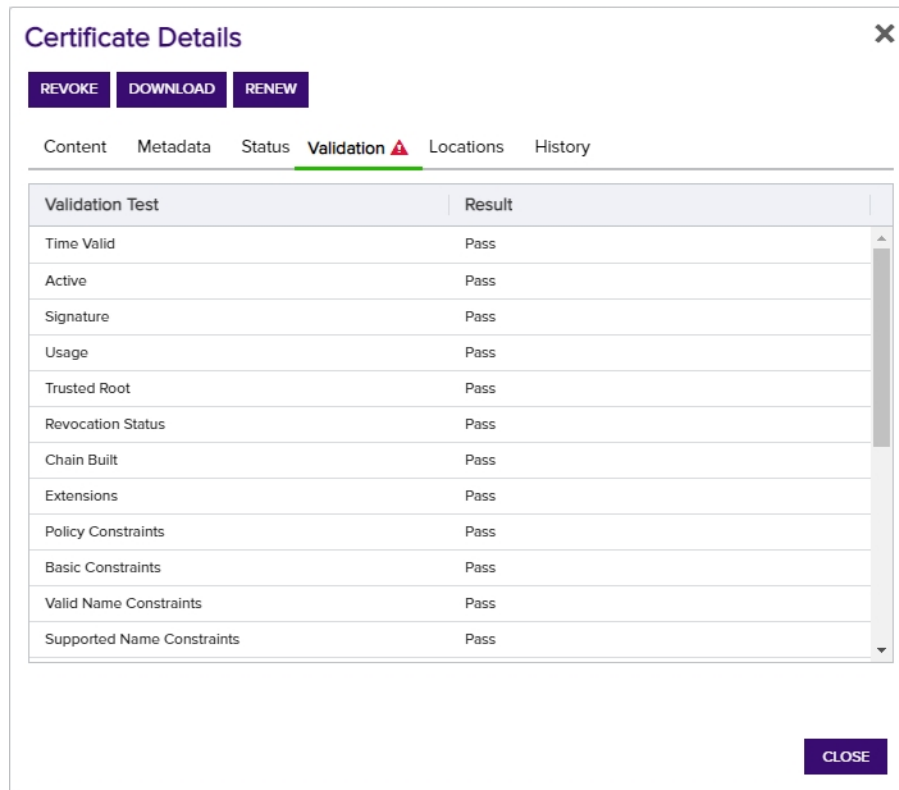 Certificate Details
REVOKE DOWNLOAD RENEW
Content Metadata Status Validation Locations History
Validation Test Result
Time Valid Pass
Active Pass
Signature Pass
Usage Pass
Trusted Root Pass
Revocation Status Pass
Chain Built Pass
Extensions Pass
Policy Constraints Pass
Basic Constraints Pass
Valid Name Constraints Pass
Supported Name Constraints Pass
CLOSE